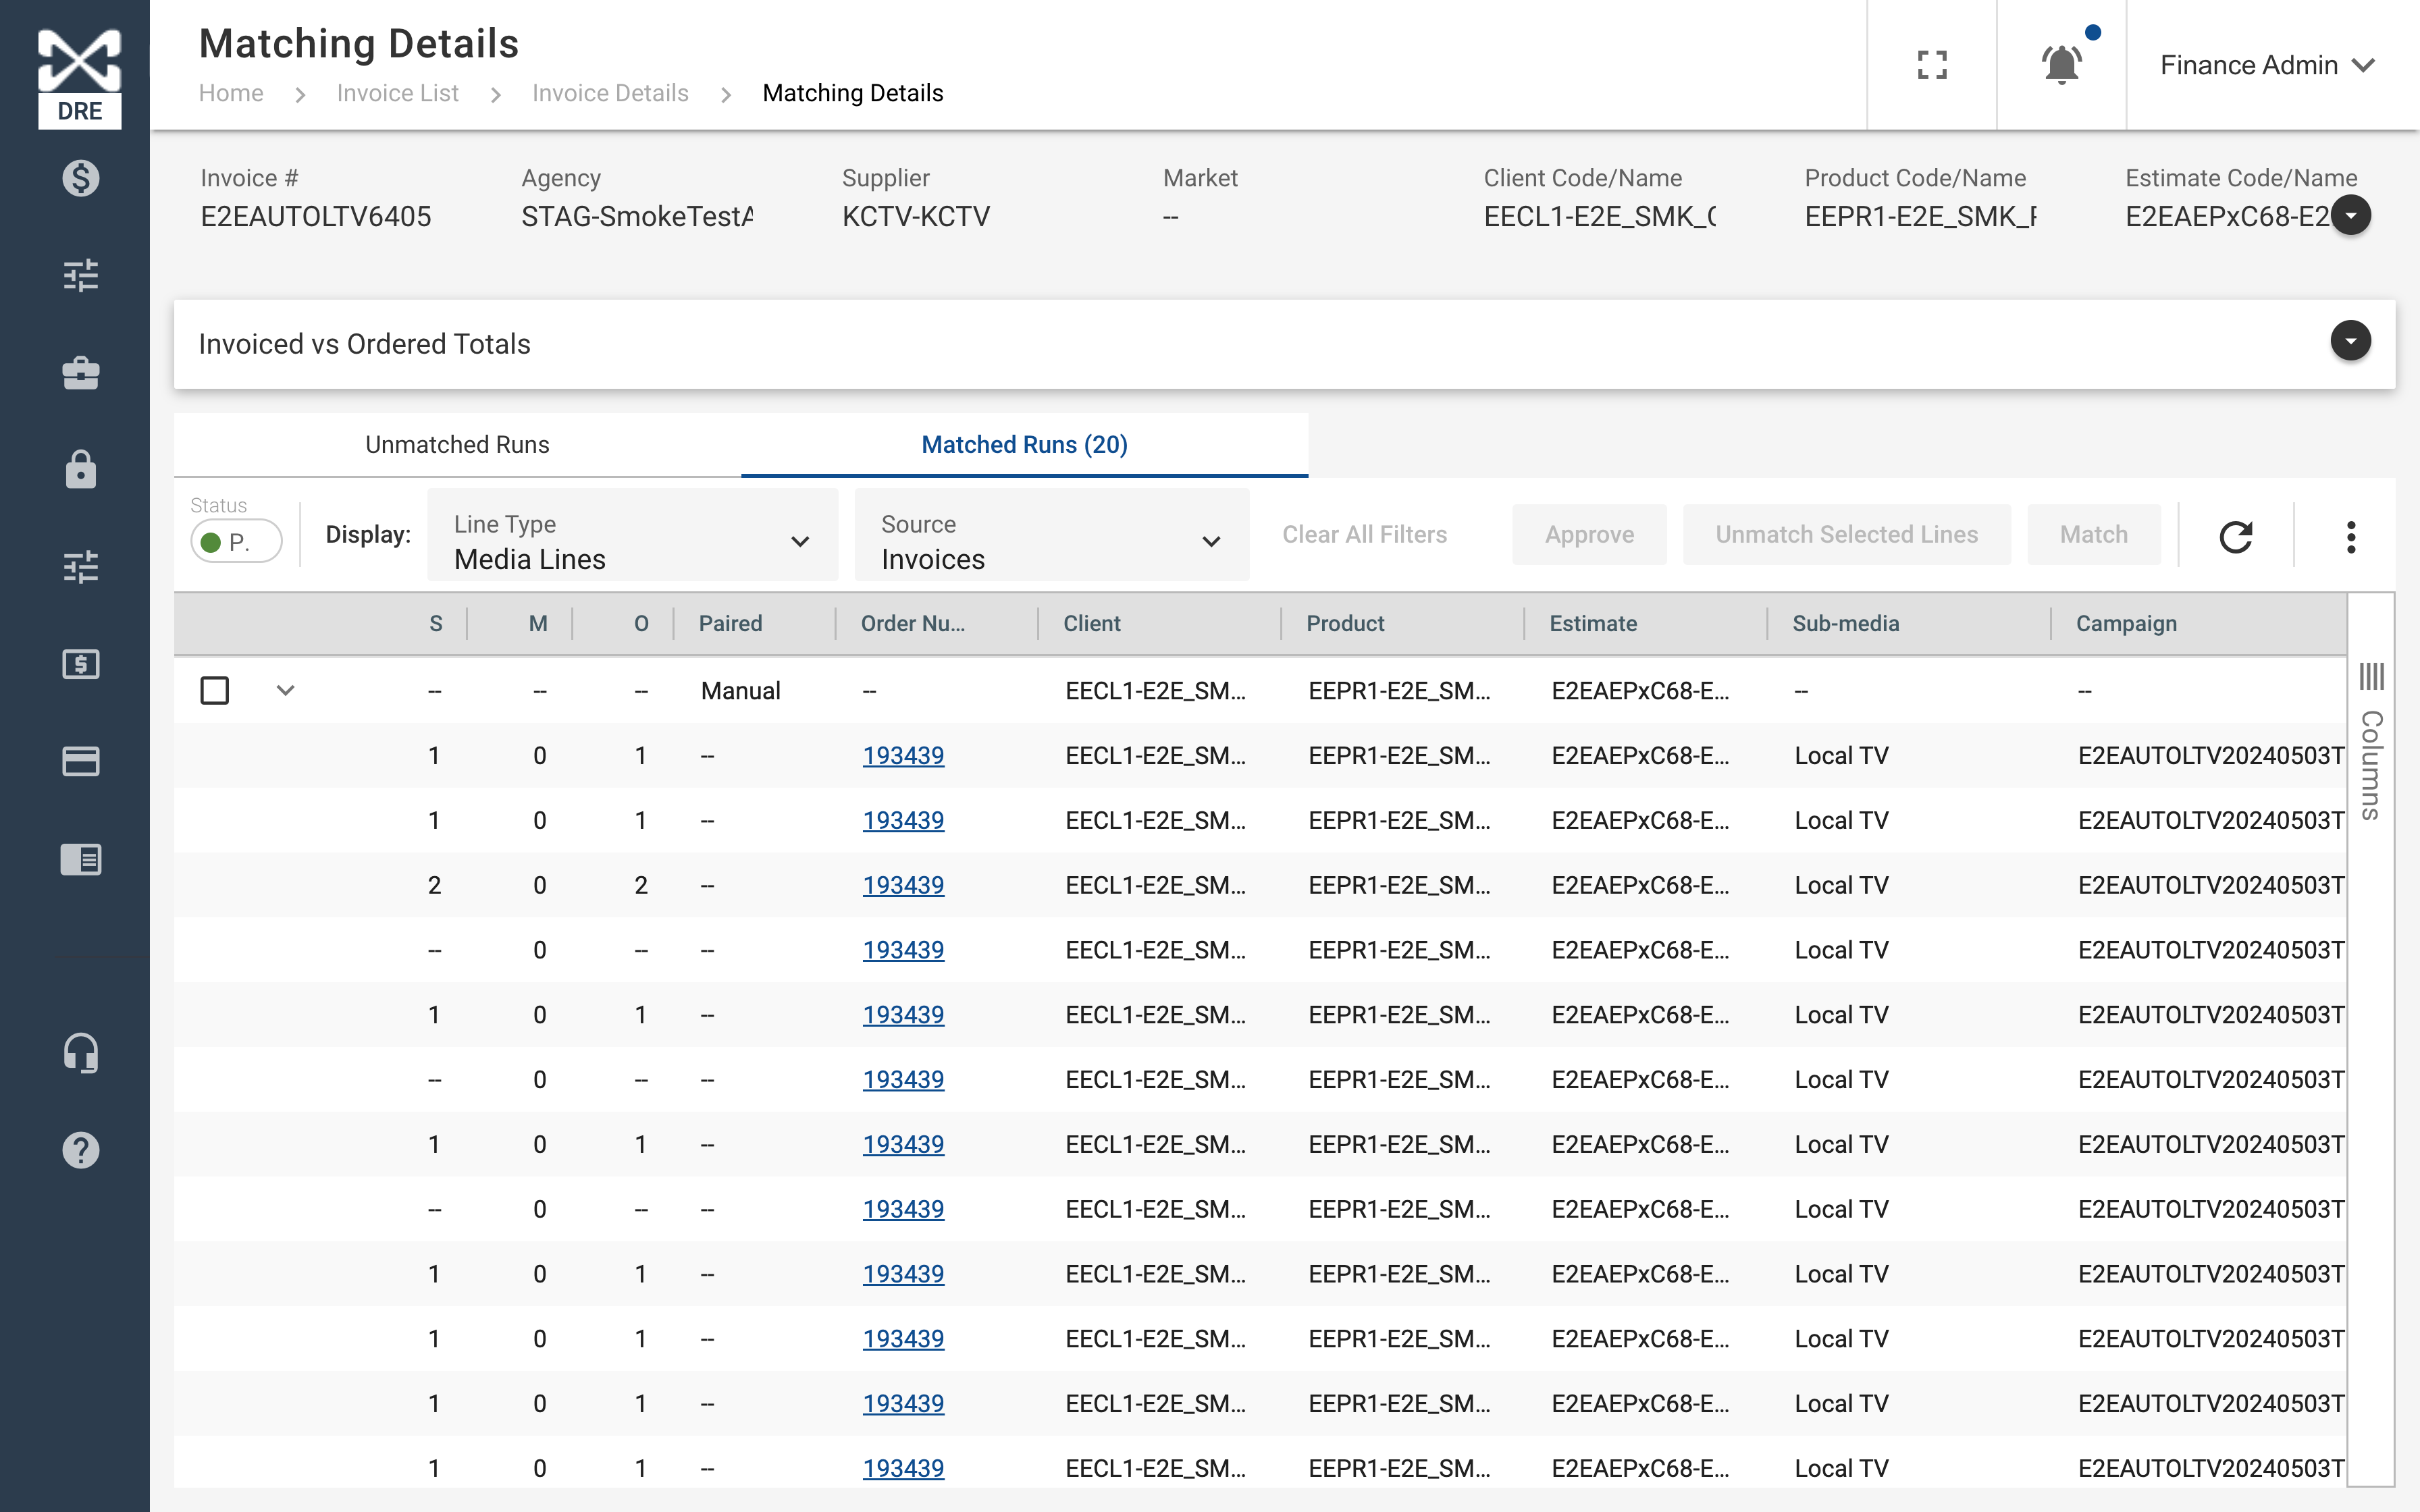 DRE
Matching Details
Home > Invoice List > Invoice Details > Matching Details
Finance Admin
Invoice # Agency Supplier Market Client Code/Name Product Code/Name Estimate Code/Name
E2EAUTOLTV6405 STAG-SmokeTestA KCTV-KCTV -- EECL1-E2E_SMK_ EEPR1-E2E_SMK_ E2EAEPxC68-E2
Invoiced vs Ordered Totals
Unmatched Runs Matched Runs (20)
Status
P.
Display:
Line Type
Media Lines
Source
Invoices
Clear All Filters Approve Unmatch Selected Lines Match
S M O Paired Order Nu... Client Product Estimate Sub-media Campaign
-- -- -- Manual -- EECL1-E2E_SM... EEPR1-E2E_SM... E2EAEPxC68-E... -- --
1 0 1 -- 193439 EECL1-E2E_SM... EEPR1-E2E_SM... E2EAEPxC68-E... Local TV E2EAUTOLTV20240503T
1 0 1 -- 193439 EECL1-E2E_SM... EEPR1-E2E_SM... E2EAEPxC68-E... Local TV E2EAUTOLTV20240503T
2 0 2 -- 193439 EECL1-E2E_SM... EEPR1-E2E_SM... E2EAEPxC68-E... Local TV E2EAUTOLTV20240503T
-- 0 -- -- 193439 EECL1-E2E_SM... EEPR1-E2E_SM... E2EAEPxC68-E... Local TV E2EAUTOLTV20240503T
1 0 1 -- 193439 EECL1-E2E_SM... EEPR1-E2E_SM... E2EAEPxC68-E... Local TV E2EAUTOLTV20240503T
-- 0 -- -- 193439 EECL1-E2E_SM... EEPR1-E2E_SM... E2EAEPxC68-E... Local TV E2EAUTOLTV20240503T
1 0 1 -- 193439 EECL1-E2E_SM... EEPR1-E2E_SM... E2EAEPxC68-E... Local TV E2EAUTOLTV20240503T
-- 0 -- -- 193439 EECL1-E2E_SM... EEPR1-E2E_SM... E2EAEPxC68-E... Local TV E2EAUTOLTV20240503T
1 0 1 -- 193439 EECL1-E2E_SM... EEPR1-E2E_SM... E2EAEPxC68-E... Local TV E2EAUTOLTV20240503T
1 0 1 -- 193439 EECL1-E2E_SM... EEPR1-E2E_SM... E2EAEPxC68-E... Local TV E2EAUTOLTV20240503T
1 0 1 -- 193439 EECL1-E2E_SM... EEPR1-E2E_SM... E2EAEPxC68-E... Local TV E2EAUTOLTV20240503T
1 0 1 -- 193439 EECL1-E2E_SM... EEPR1-E2E_SM... E2EAEPxC68-E... Local TV E2EAUTOLTV20240503T
Columns